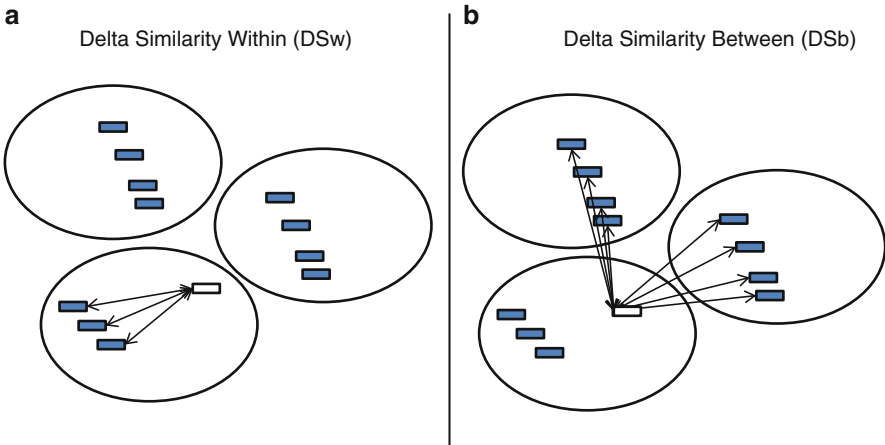 a
Delta Similarity Within (DSw)
b
Delta Similarity Between (DSb)